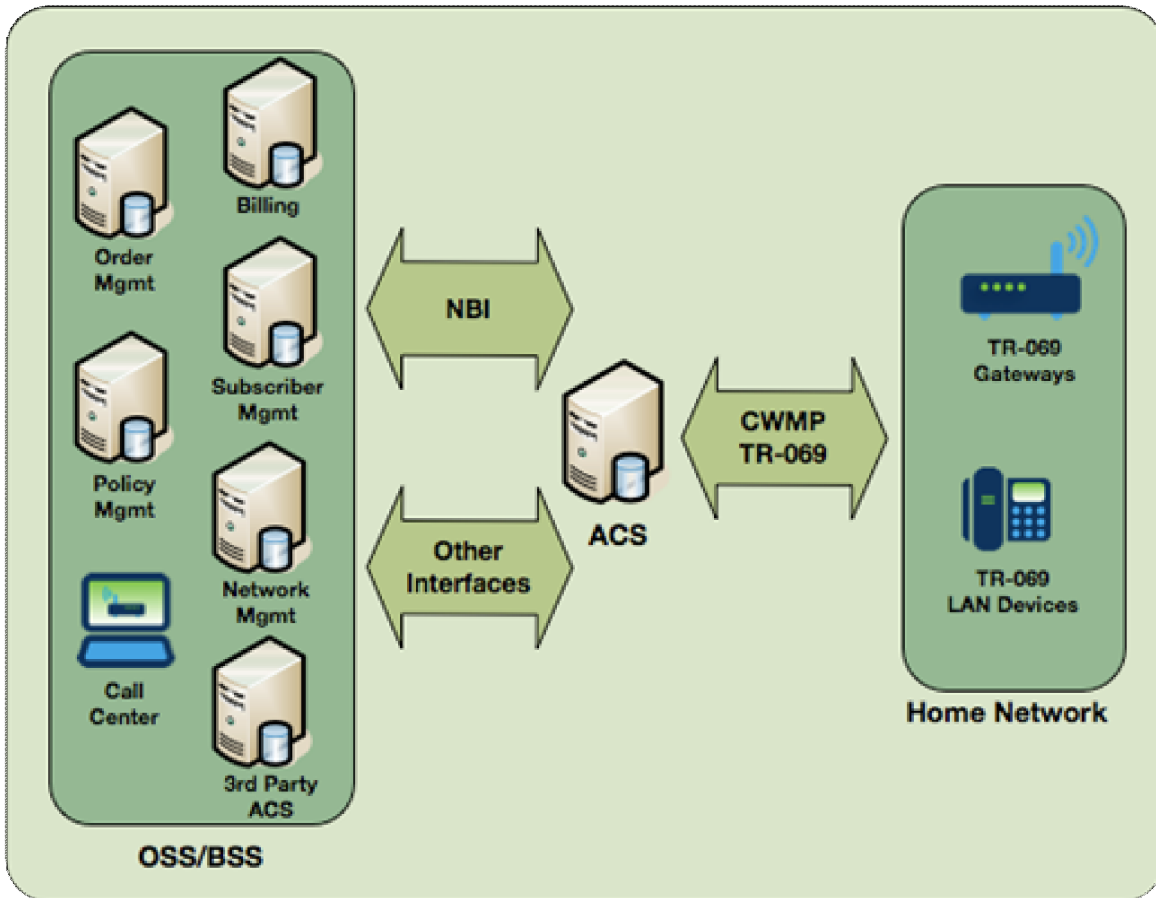 Billing
Order
Mgmt
Subscriber
Mgmt
Policy
Mgmt
Network
Mgmt
Call
Center
3rd Party
ACS
OSS/BSS
NBI
Other
Interfaces
ACS
CWMP
TR-069
TR-069
Gateways
TR-069
LAN Devices
Home Network